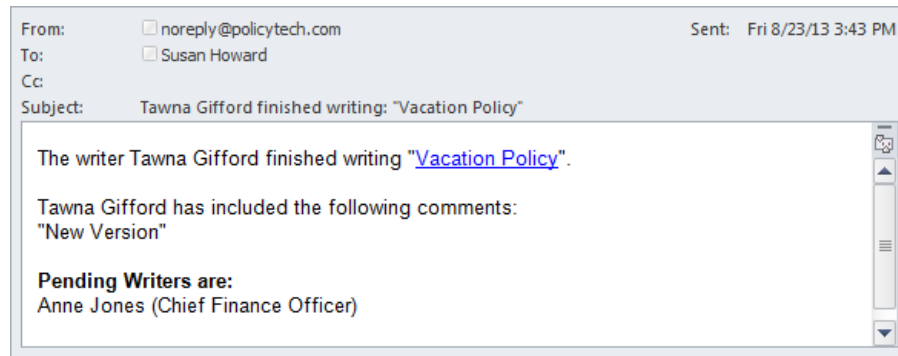 From: noreply@policytech.com Sent: Fri 8/23/13 3:43 PM
To: Susan Howard
Cc:
Subject: Tawna Gifford finished writing: "Vacation Policy"
The writer Tawna Gifford finished writing "Vacation Policy".
Tawna Gifford has included the following comments:
"New Version"
Pending Writers are:
Anne Jones (Chief Finance Officer)